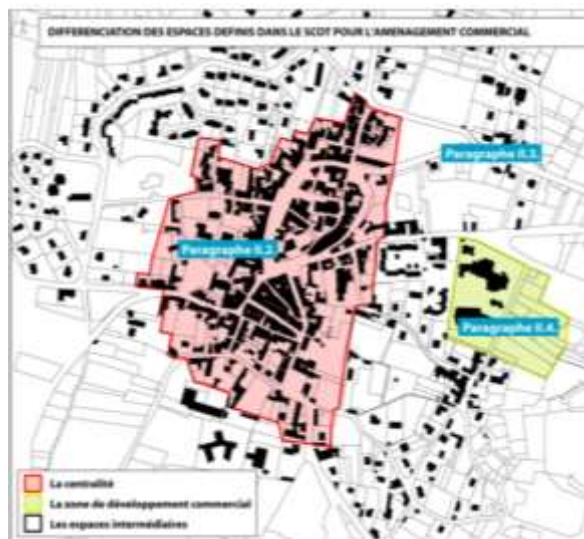 DIFFERENCIATION DES ESPACES DEFINIS DANS LE SCOT POUR L'AMENAGEMENT COMMERCIAL
Paragraphe II.3.
Paragraphe II.2.
Paragraphe II.4.
La centralité
La zone de développement commercial
Les espaces intermédiaires